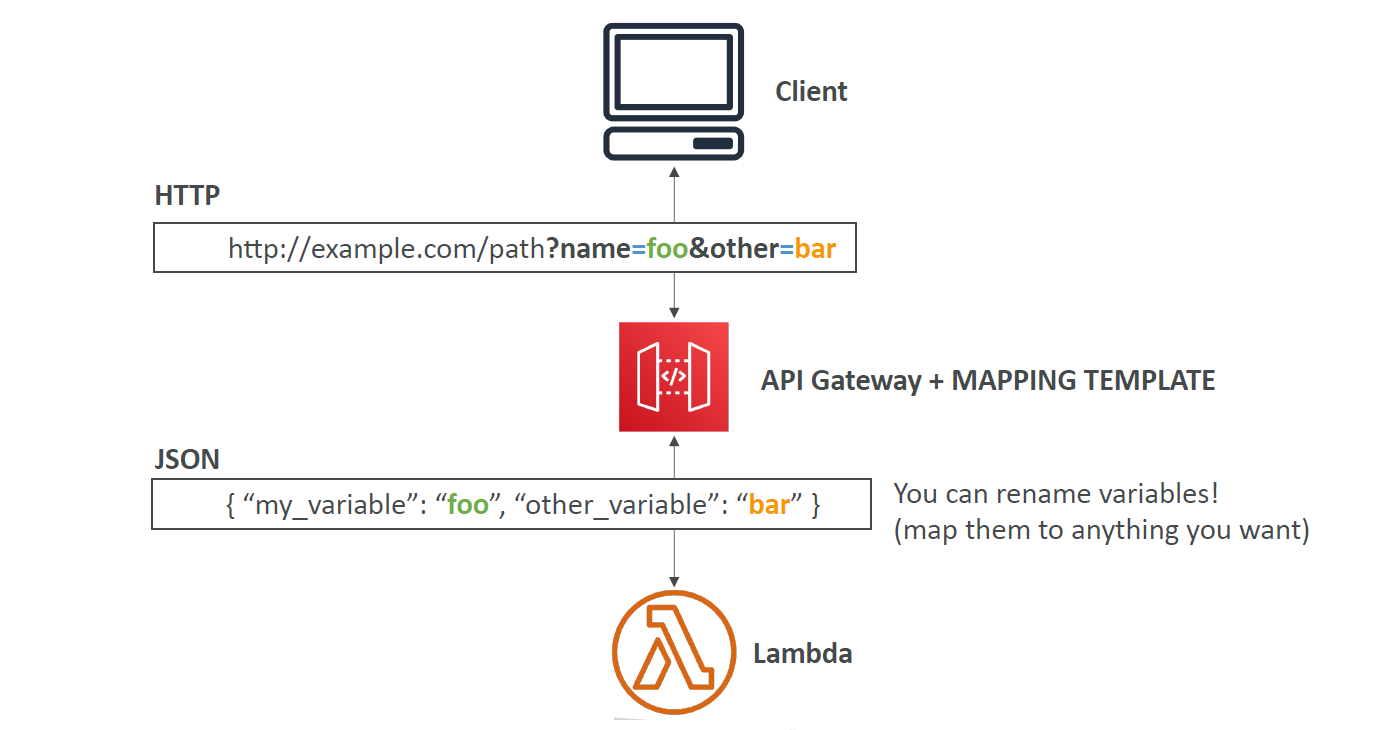 Client
HTTP
http://example.com/path?name=foo&other=bar
</>
API Gateway + MAPPING TEMPLATE
JSON
{ “my_variable”: “foo”, “other_variable”: “bar” }
You can rename variables!
(map them to anything you want)
Lambda